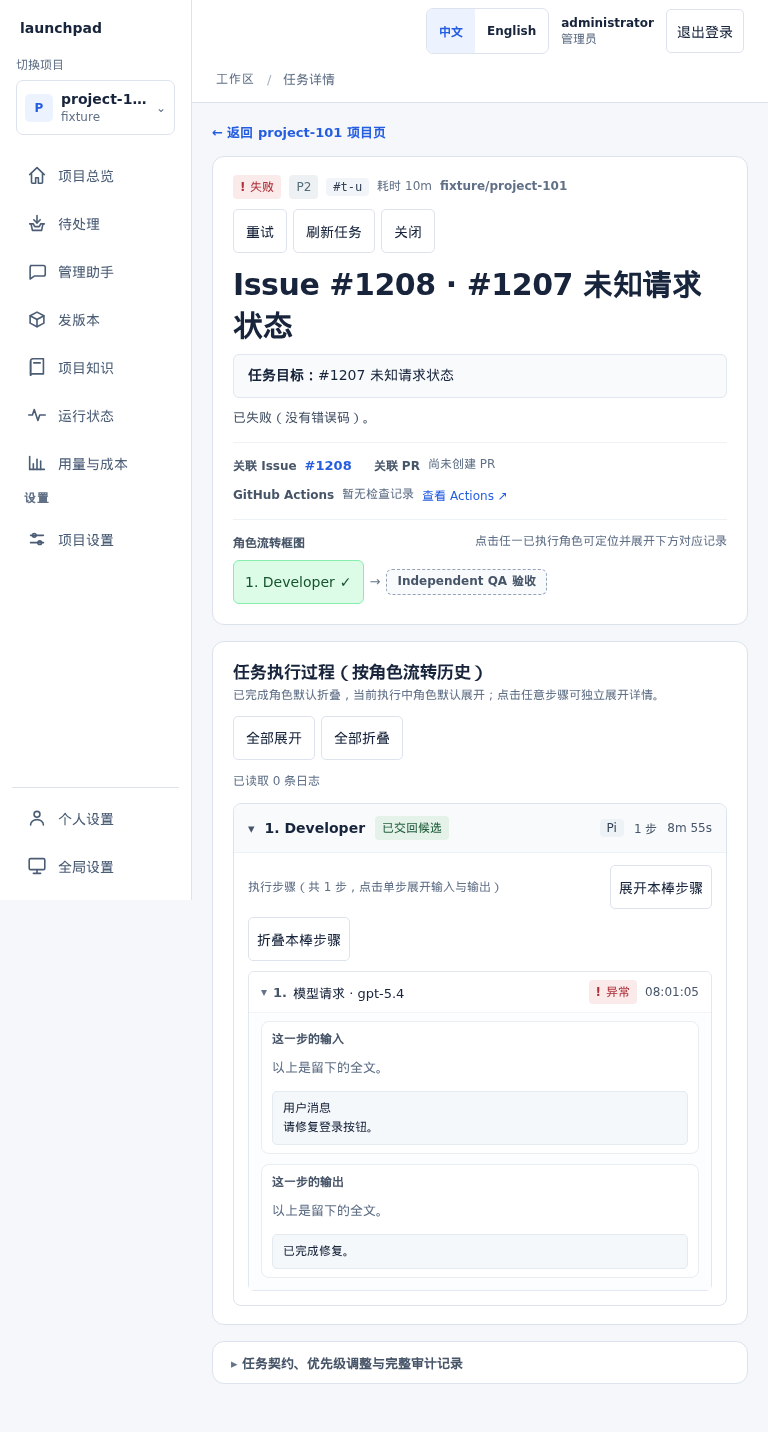 launchpad
切换项目
P
project-1...
fixture
项目总览
待处理
管理助手
发版本
项目知识
运行状态
用量与成本
设置
项目设置
个人设置
全局设置
中文
English
administrator
管理员
退出登录
工作区 / 任务详情
← 返回 project-101 项目页
! 失败 P2 #t-u 耗时 10m fixture/project-101
重试 刷新任务 关闭
Issue #1208 · #1207 未知请求
状态
任务目标：#1207 未知请求状态
已失败（没有错误码）。
关联 Issue #1208 关联 PR 尚未创建 PR
GitHub Actions 暂无检查记录 查看 Actions ↗
角色流转框图 点击任一已执行角色可定位并展开下方对应记录
1. Developer ✓ → Independent QA 验收
任务执行过程（按角色流转历史）
已完成角色默认折叠，当前执行中角色默认展开；点击任意步骤可独立展开详情。
全部展开 全部折叠
已读取 0 条日志
▾ 1. Developer 已交回候选 Pi 1 步 8m 55s
执行步骤（共 1 步，点击单步展开输入与输出） 展开本棒步骤
折叠本棒步骤
▾ 1. 模型请求 · gpt-5.4 ! 异常 08:01:05
这一步的输入
以上是留下的全文。
用户消息
请修复登录按钮。
这一步的输出
以上是留下的全文。
已完成修复。
▸ 任务契约、优先级调整与完整审计记录